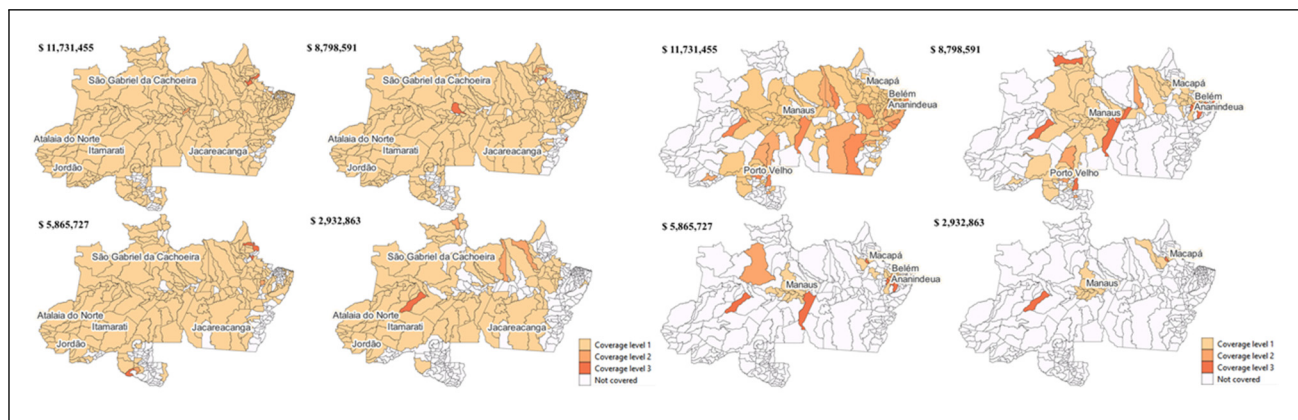 $ 11,731,455
São Gabriel da Cachoeira
Atalaia do Norte
Itamarati
Jordão
Jacareacanga
$ 8,798,591
São Gabriel da Cachoeira
Atalaia do Norte
Itamarati
Jordão
Jacareacanga
$ 5,865,727
São Gabriel da Cachoeira
Atalaia do Norte
Itamarati
Jordão
Jacareacanga
$ 2,932,863
São Gabriel da Cachoeira
Atalaia do Norte
Itamarati
Jordão
Jacareacanga
Coverage level 1
Coverage level 2
Coverage level 3
Not covered
$ 11,731,455
Macapá
Belém
Manaus
Ananindeua
Porto Velho
$ 8,798,591
Macapá
Belém
Manaus
Ananindeua
Porto Velho
$ 5,865,727
Macapá
Belém
Ananindeua
Manaus
$ 2,932,863
Macapá
Manaus
Coverage level 1
Coverage level 2
Coverage level 3
Not covered